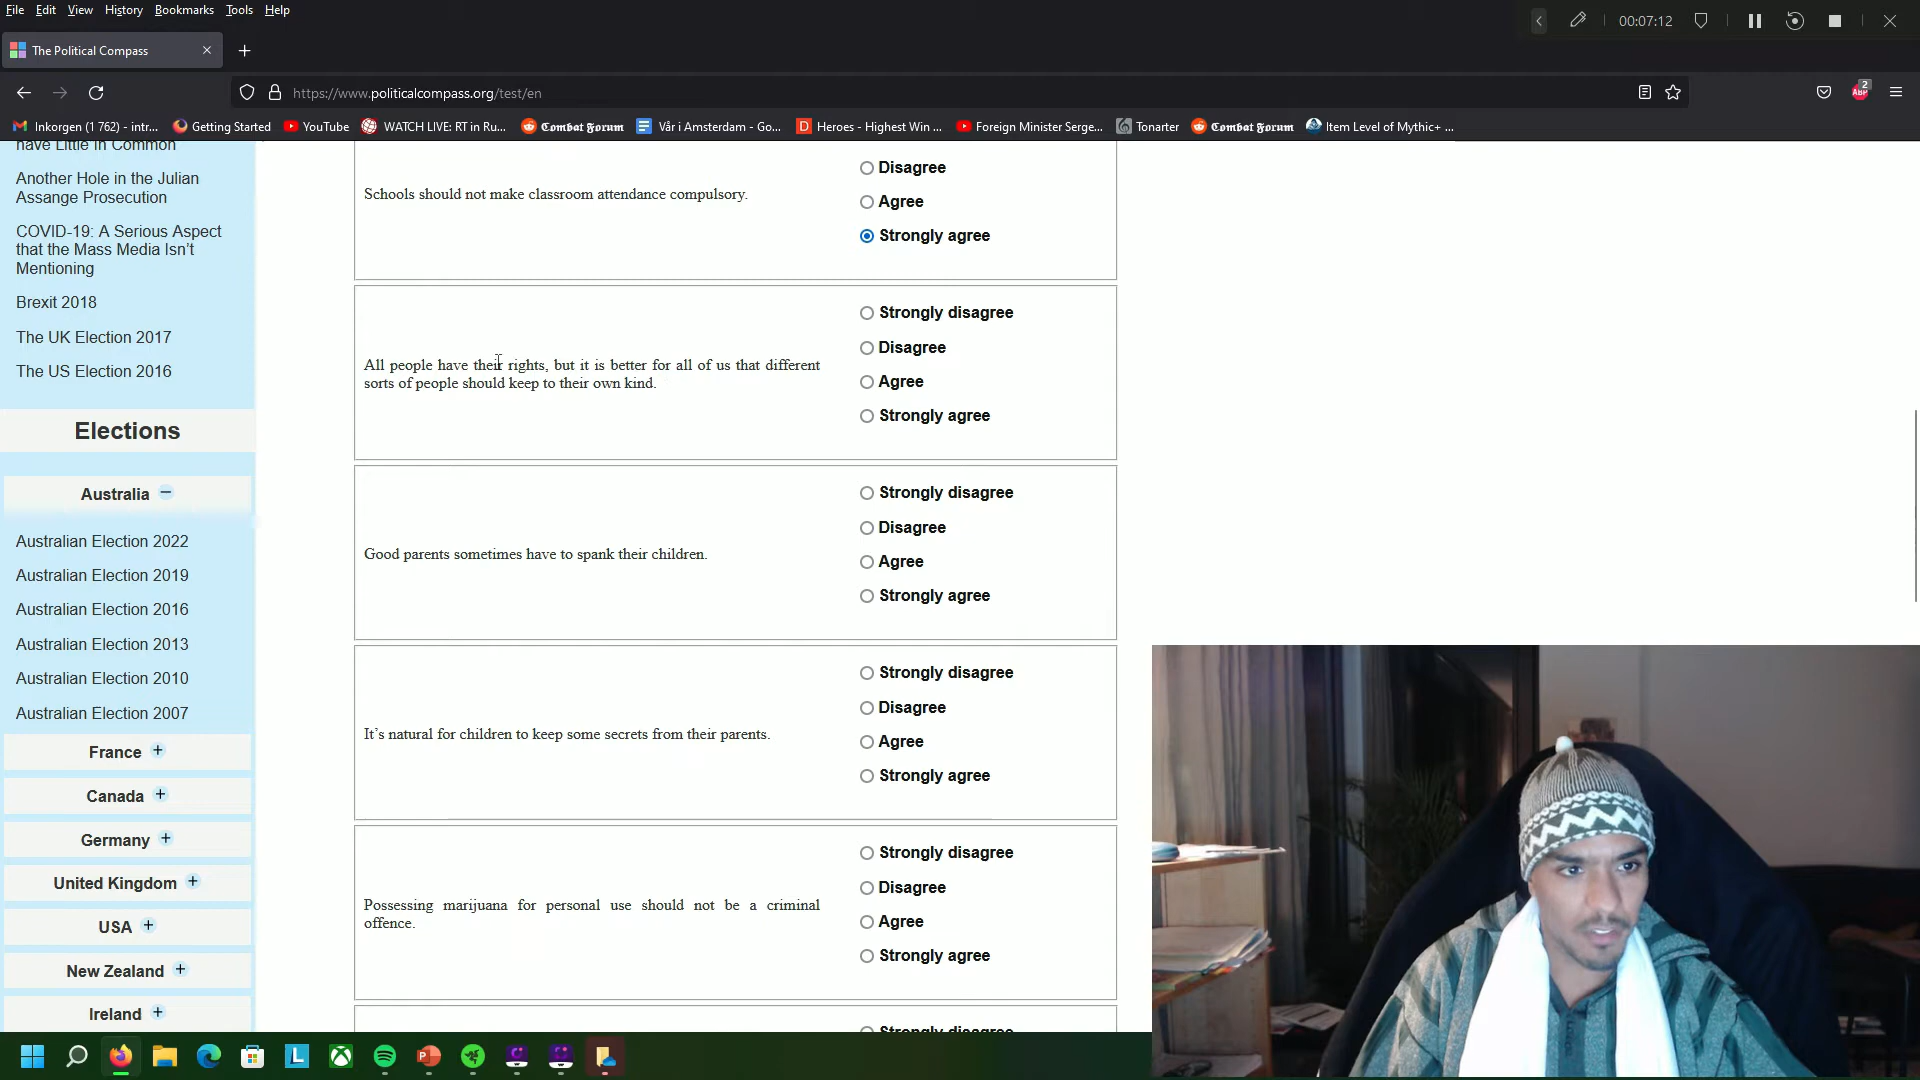 File Edit View History Bookmarks Tools Help
00:07:12
The Political Compass
https://www.politicalcompass.org/test/en
2
ABP
Inkorgen (1 762) - intr... Getting Started YouTube WATCH LIVE: RT in Ru... Combat Forum Vår i Amsterdam - Go... Heroes - Highest Win ... Foreign Minister Serge... Tonarter Combat Forum Item Level of Mythic+ ...
have Little in Common
Another Hole in the Julian
Assange Prosecution
COVID-19: A Serious Aspect
that the Mass Media Isn't
Mentioning
Brexit 2018
The UK Election 2017
The US Election 2016
Elections
Australia −
Australian Election 2022
Australian Election 2019
Australian Election 2016
Australian Election 2013
Australian Election 2010
Australian Election 2007
France +
Canada +
Germany +
United Kingdom +
USA +
New Zealand +
Ireland +
Schools should not make classroom attendance compulsory.
Disagree
Agree
Strongly agree
All people have their rights, but it is better for all of us that different
sorts of people should keep to their own kind.
Strongly disagree
Disagree
Agree
Strongly agree
Good parents sometimes have to spank their children.
Strongly disagree
Disagree
Agree
Strongly agree
It's natural for children to keep some secrets from their parents.
Strongly disagree
Disagree
Agree
Strongly agree
Possessing marijuana for personal use should not be a criminal
offence.
Strongly disagree
Disagree
Agree
Strongly agree
Strongly disagree